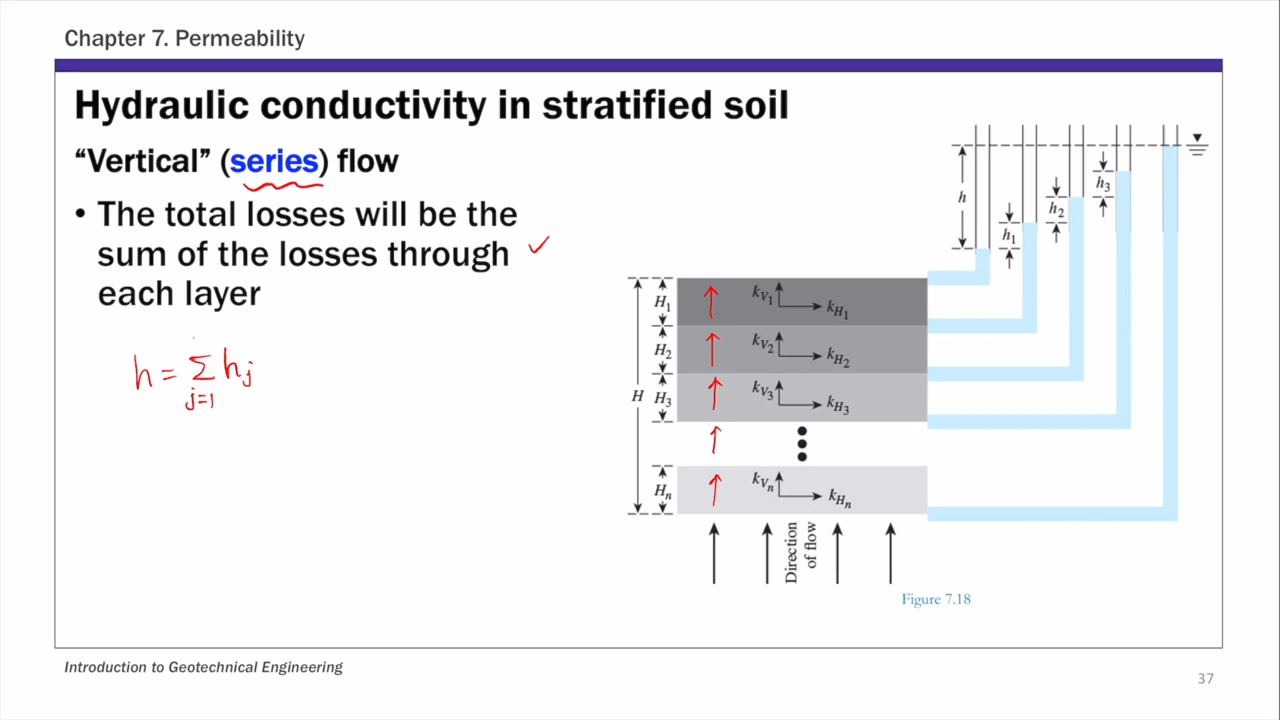 Chapter 7. Permeability
Hydraulic conductivity in stratified soil
“Vertical” (series) flow
• The total losses will be the
sum of the losses through ✓
each layer
h = Σ hj
j=1
h
h1
h2
h3
H
H1
kV1
kH1
H2
kV2
kH2
H3
kV3
kH3
Hn
kVn
kHn
Direction
of flow
Figure 7.18
Introduction to Geotechnical Engineering
37